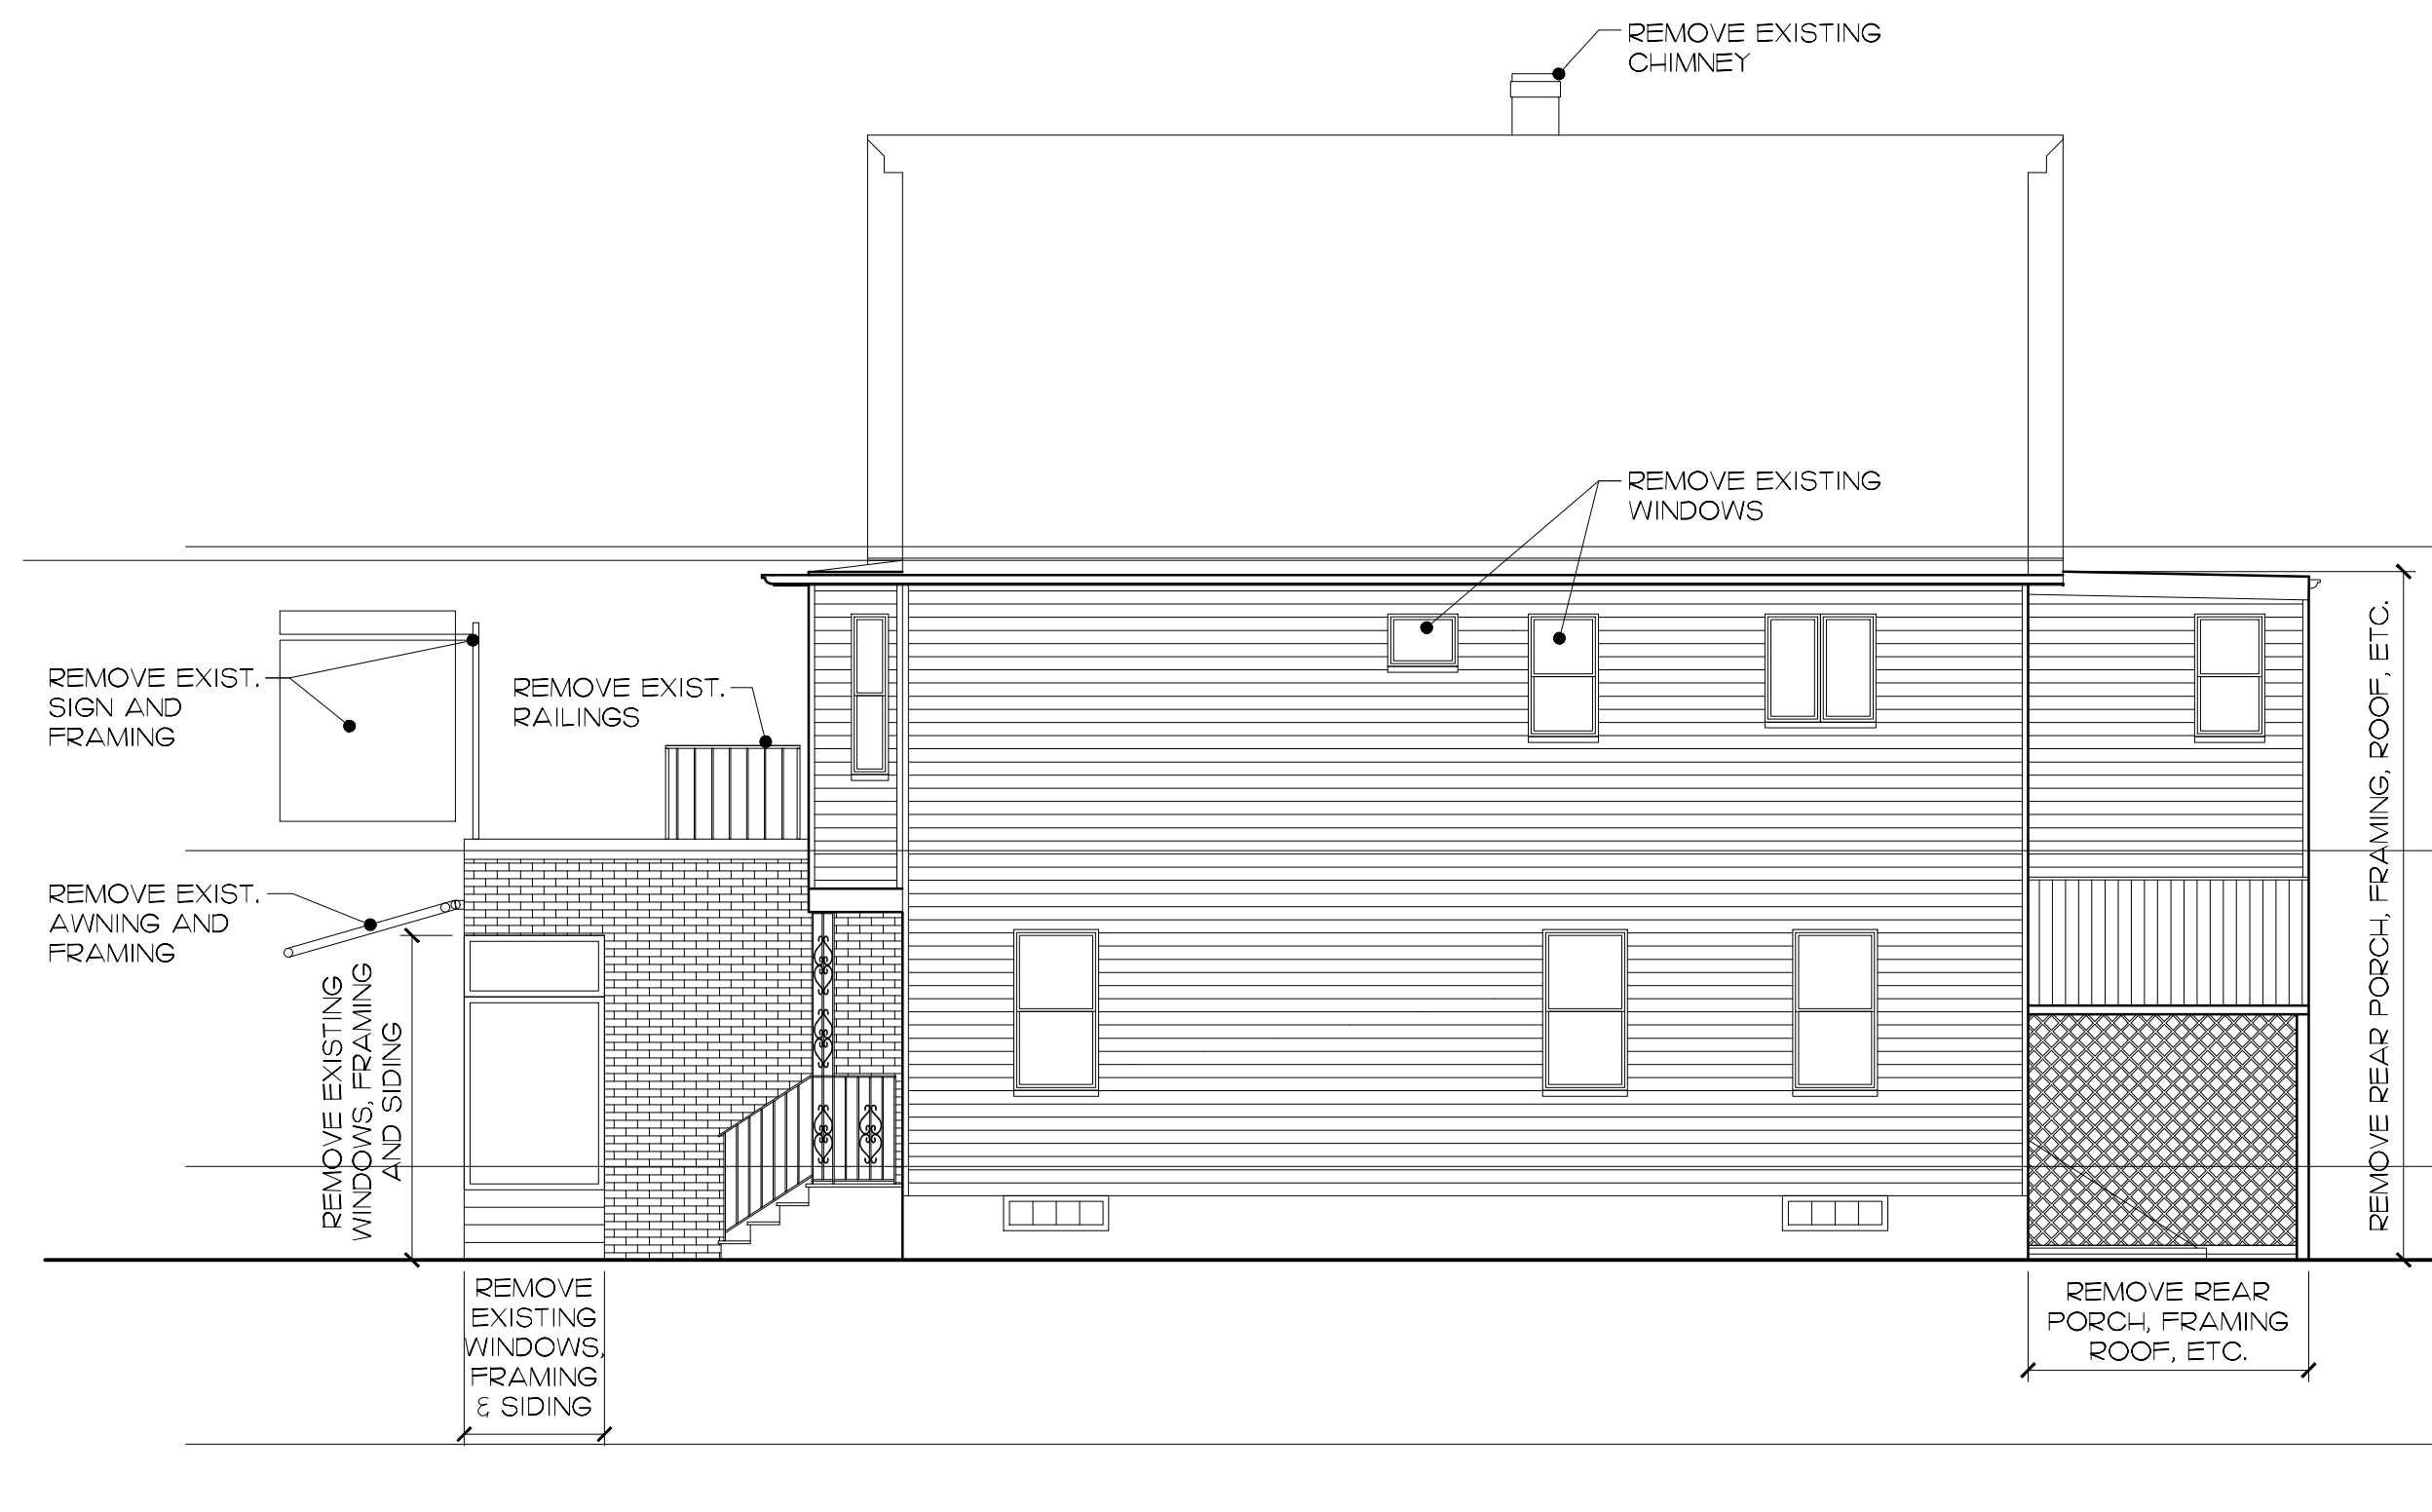 REMOVE EXISTING
CHIMNEY
REMOVE EXISTING
WINDOWS
REMOVE EXIST.
SIGN AND
FRAMING
REMOVE EXIST.
RAILINGS
REMOVE EXIST.
AWNING AND
FRAMING
REMOVE EXISTING
WINDOWS, FRAMING
AND SIDING
REMOVE REAR PORCH, FRAMING, ROOF, ETC.
REMOVE
EXISTING
WINDOWS,
FRAMING
& SIDING
REMOVE REAR
PORCH, FRAMING
ROOF, ETC.